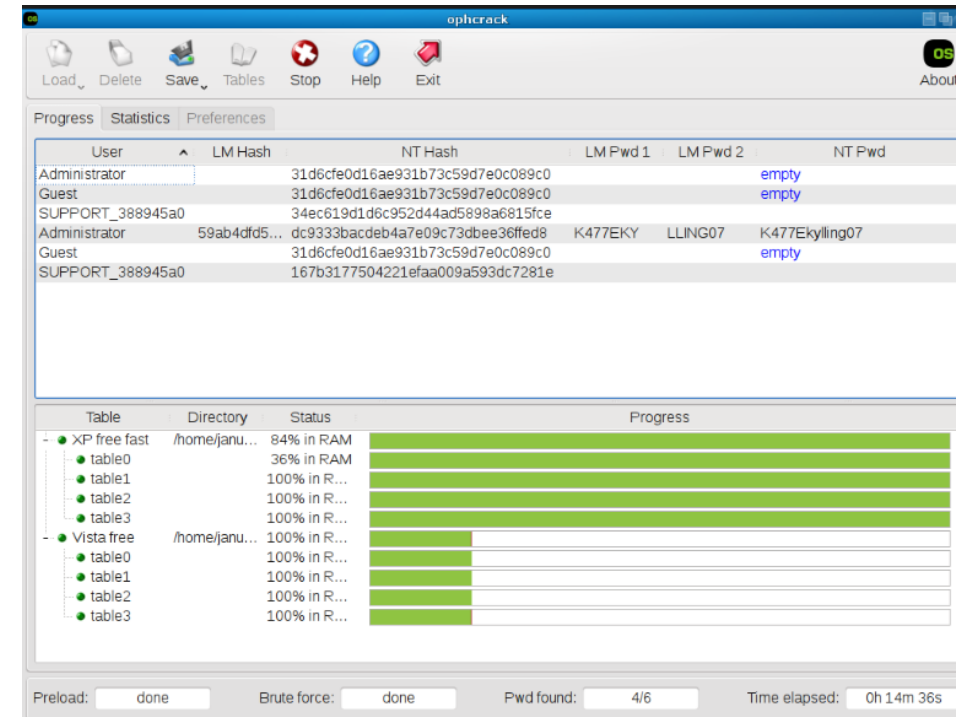 os ophcrack
Load Delete Save Tables Stop Help Exit OS About
Progress Statistics Preferences
User LM Hash NT Hash LM Pwd 1 LM Pwd 2 NT Pwd
Administrator 31d6cfe0d16ae931b73c59d7e0c089c0 empty
Guest 31d6cfe0d16ae931b73c59d7e0c089c0 empty
SUPPORT_388945a0 34ec619d1d6c952d44ad5898a6815fce
Administrator 59ab4dfd5... dc9333bacdeb4a7e09c73dbee36ffed8 K477EKY LLING07 K477Ekylling07
Guest 31d6cfe0d16ae931b73c59d7e0c089c0 empty
SUPPORT_388945a0 167b3177504221efaa009a593dc7281e
Table Directory Status Progress
XP free fast /home/janu... 84% in RAM
table0 36% in RAM
table1 100% in R...
table2 100% in R...
table3 100% in R...
Vista free /home/janu... 100% in R...
table0 100% in R...
table1 100% in R...
table2 100% in R...
table3 100% in R...
Preload: done Brute force: done Pwd found: 4/6 Time elapsed: 0h 14m 36s